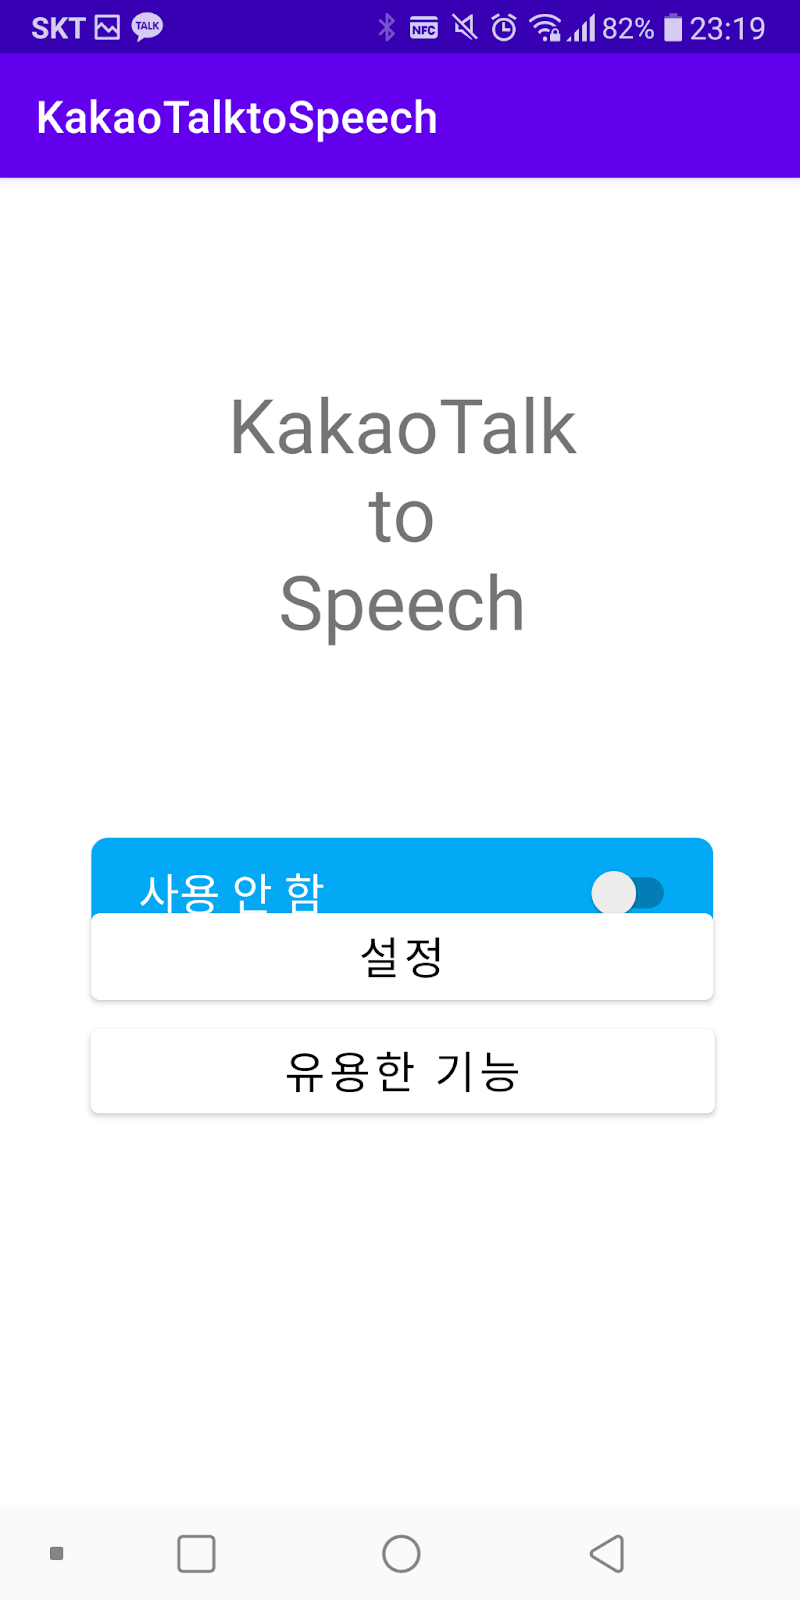 SKT TALK NFC 82% 23:19
KakaoTalktoSpeech
KakaoTalk
to
Speech
사용 안 함
설정
유용한 기능